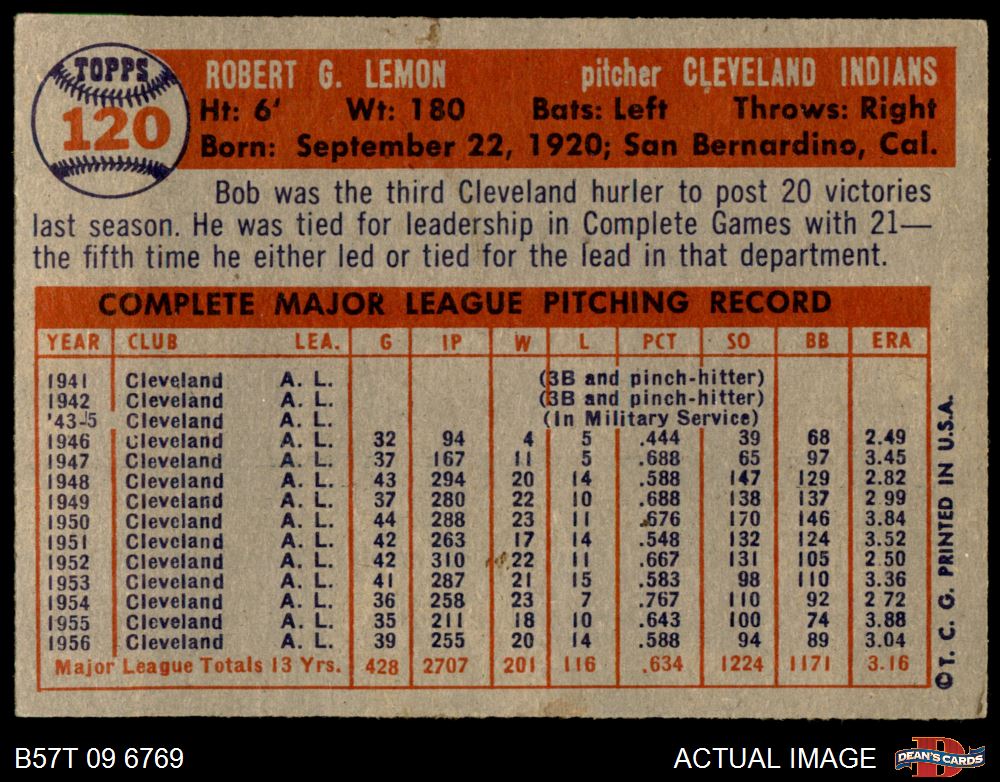 TOPPS
120
ROBERT G. LEMON pitcher CLEVELAND INDIANS
Ht: 6' Wt: 180 Bats: Left Throws: Right
Born: September 22, 1920; San Bernardino, Cal.
Bob was the third Cleveland hurler to post 20 victories
last season. He was tied for leadership in Complete Games with 21—
the fifth time he either led or tied for the lead in that department.
COMPLETE MAJOR LEAGUE PITCHING RECORD
YEAR CLUB LEA. G IP W L PCT SO BB ERA
1941 Cleveland A. L. (3B and pinch-hitter)
1942 Cleveland A. L. (3B and pinch-hitter)
'43-5 Cleveland A. L. (In Military Service)
1946 Cleveland A. L. 32 94 4 5 .444 39 68 2.49
1947 Cleveland A. L. 37 167 11 5 .688 65 97 3.45
1948 Cleveland A. L. 43 294 20 14 .588 147 129 2.82
1949 Cleveland A. L. 37 280 22 10 .688 138 137 2 99
1950 Cleveland A. L. 44 288 23 11 .676 170 146 3.84
1951 Cleveland A. L. 42 263 17 14 .548 132 124 3.52
1952 Cleveland A. L. 42 310 22 11 .667 131 105 2.50
1953 Cleveland A. L. 41 287 21 15 .583 98 110 3.36
1954 Cleveland A. L. 36 258 23 7 .767 110 92 2 72
1955 Cleveland A. L. 35 211 18 10 .643 100 74 3.88
1956 Cleveland A. L. 39 255 20 14 .588 94 89 3.04
Major League Totals 13 Yrs. 428 2707 201 116 .634 1224 1171 3.16
©T. C. G. PRINTED IN U.S.A.
B57T 09 6769 ACTUAL IMAGE DEAN'S CARDS